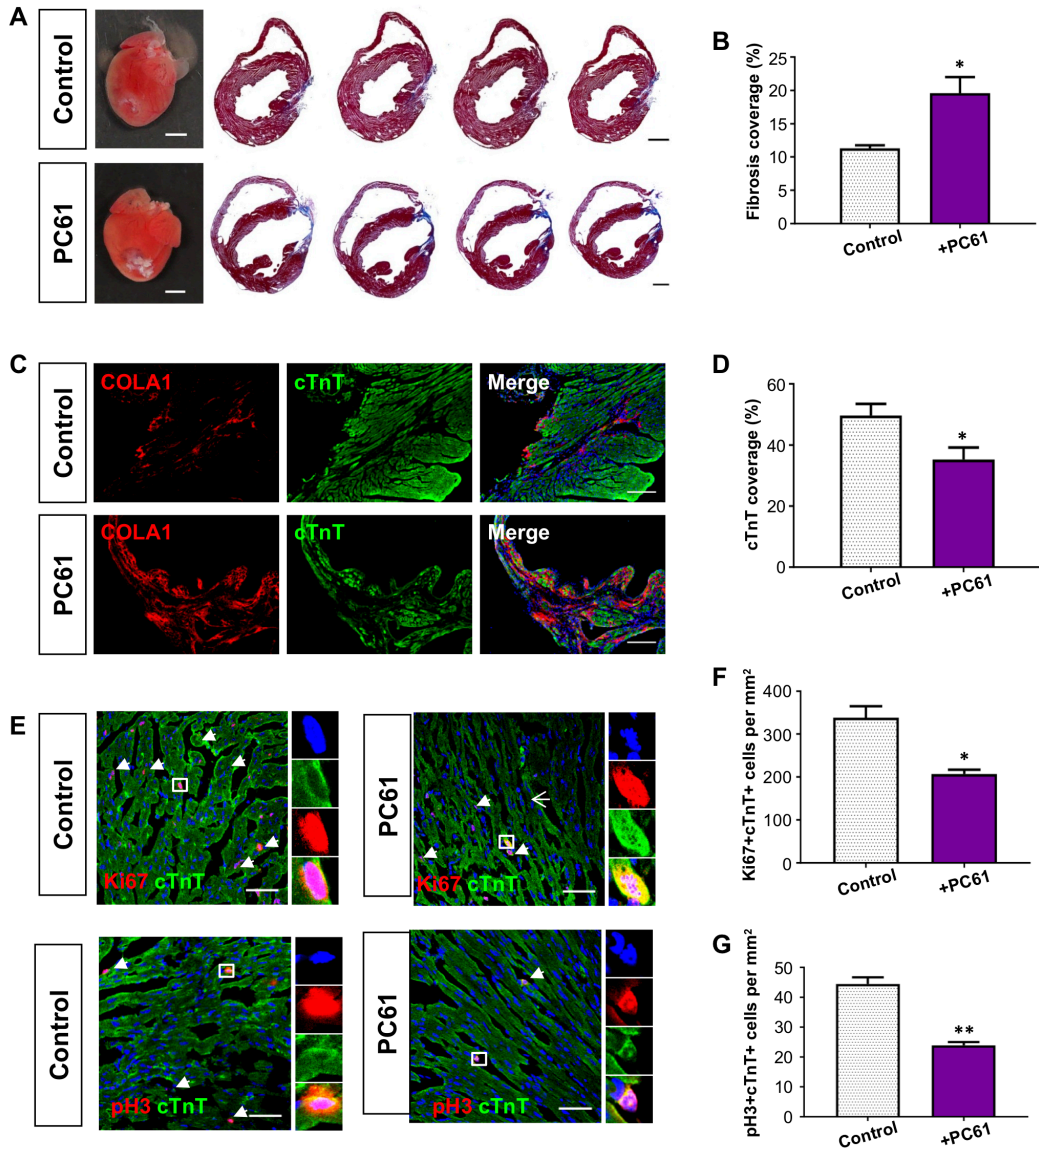 A
Control
PC61
B
Fibrosis coverage (%)
25
20
15
10
5
0
*
Control
+PC61
C
Control
COLA1
cTnT
Merge
PC61
COLA1
cTnT
Merge
D
cTnT coverage (%)
60
40
20
0
*
Control
+PC61
E
Control
Ki67 cTnT
PC61
Ki67 cTnT
Control
pH3 cTnT
PC61
pH3 cTnT
F
Ki67+cTnT+ cells per mm²
400
300
200
100
0
*
Control
+PC61
G
pH3+cTnT+ cells per mm²
50
40
30
20
10
0
**
Control
+PC61